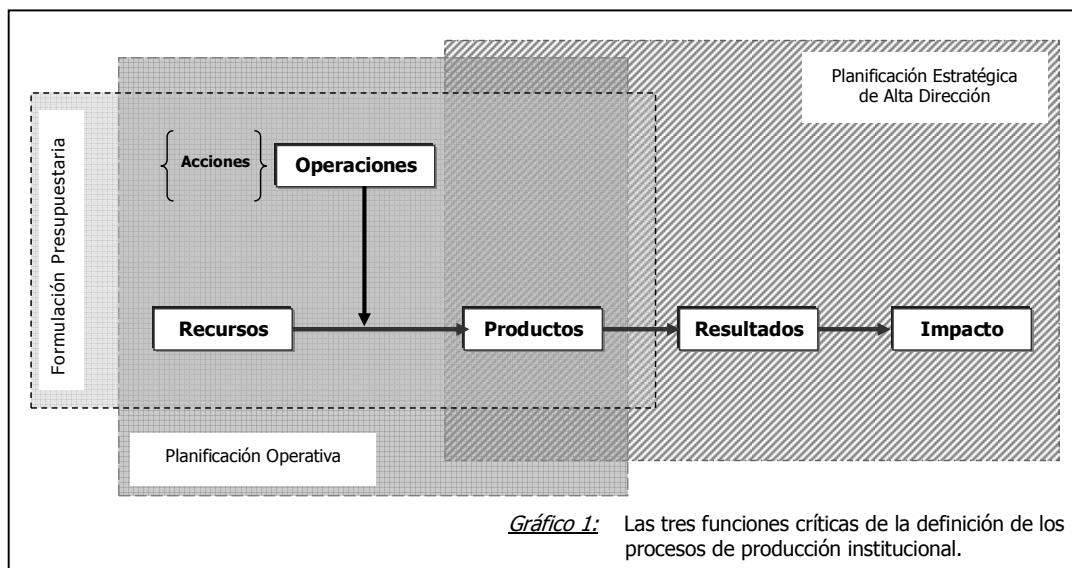 Planificación Estratégica
de Alta Dirección
Formulación Presupuestaria
Acciones
Operaciones
Recursos
Productos
Resultados
Impacto
Planificación Operativa
Gráfico 1: Las tres funciones críticas de la definición de los
procesos de producción institucional.